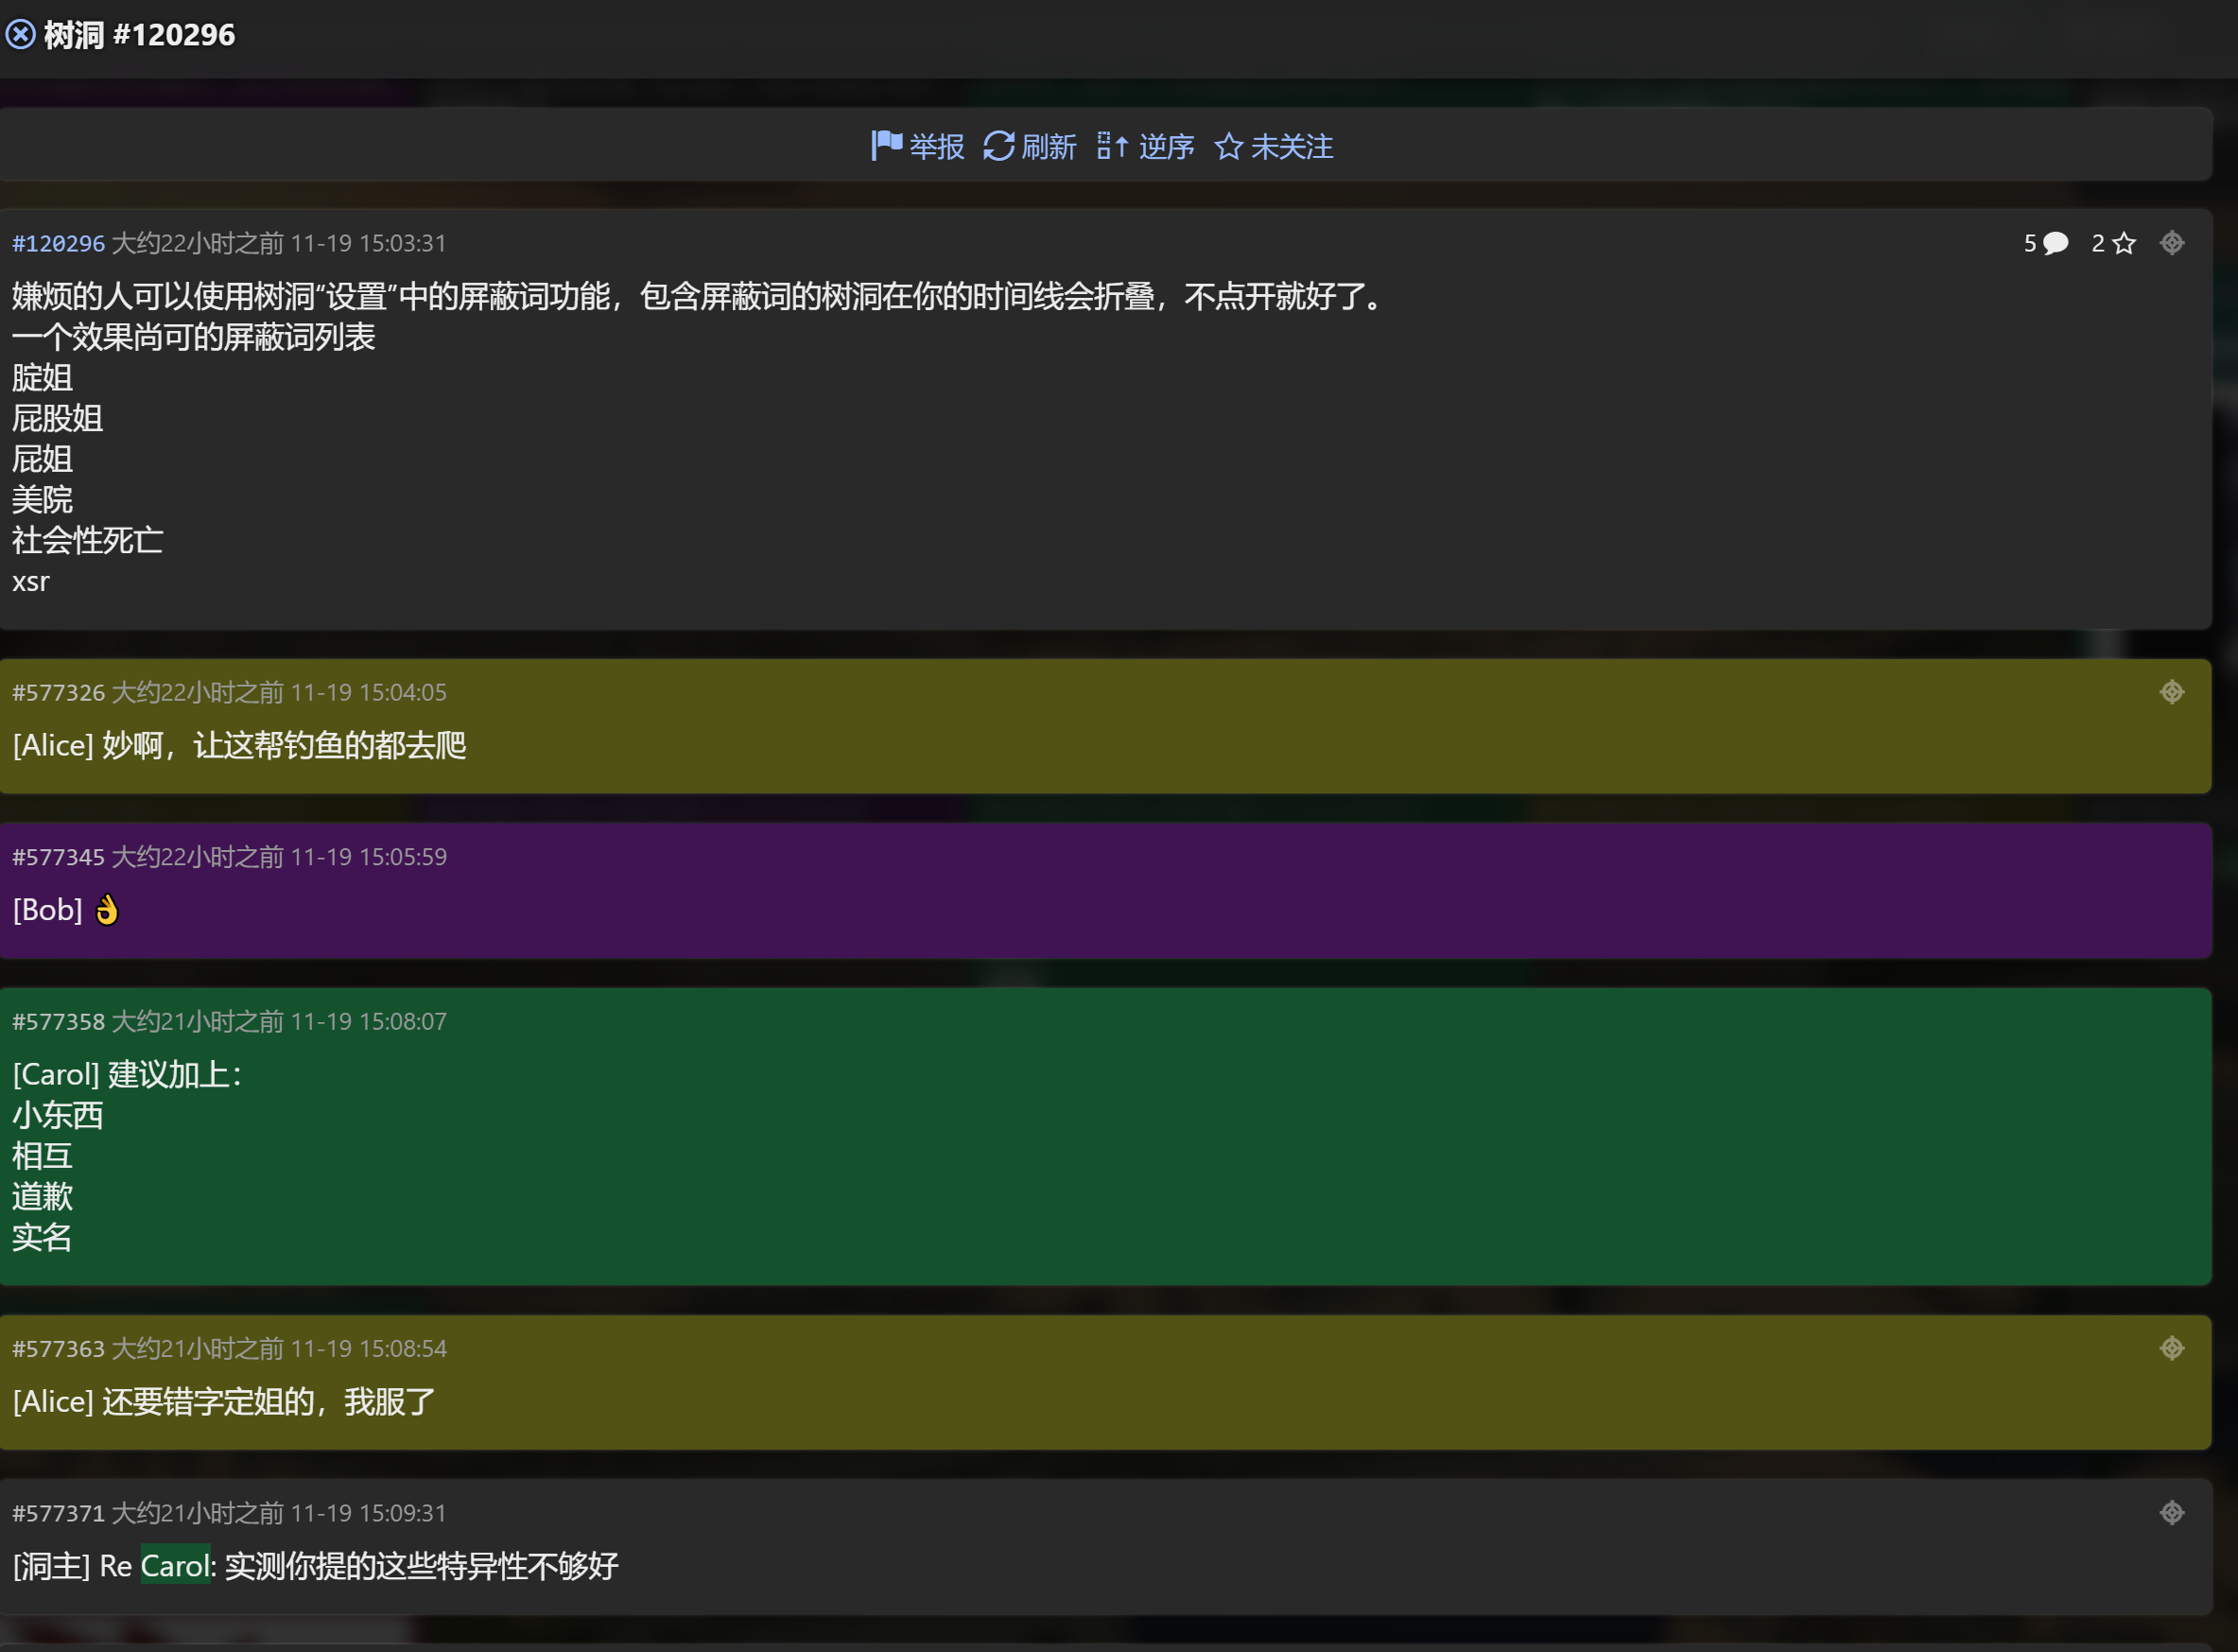 树洞 #120296
举报 刷新 逆序 未关注
#120296 大约22小时之前 11-19 15:03:31 5 2
嫌烦的人可以使用树洞“设置”中的屏蔽词功能，包含屏蔽词的树洞在你的时间线会折叠，不点开就好了。
一个效果尚可的屏蔽词列表
腚姐
屁股姐
屁姐
美院
社会性死亡
xsr
#577326 大约22小时之前 11-19 15:04:05
[Alice] 妙啊，让这帮钓鱼的都去爬
#577345 大约22小时之前 11-19 15:05:59
[Bob] 👌
#577358 大约21小时之前 11-19 15:08:07
[Carol] 建议加上：
小东西
相互
道歉
实名
#577363 大约21小时之前 11-19 15:08:54
[Alice] 还要错字定姐的，我服了
#577371 大约21小时之前 11-19 15:09:31
[洞主] Re Carol: 实测你提的这些特异性不够好